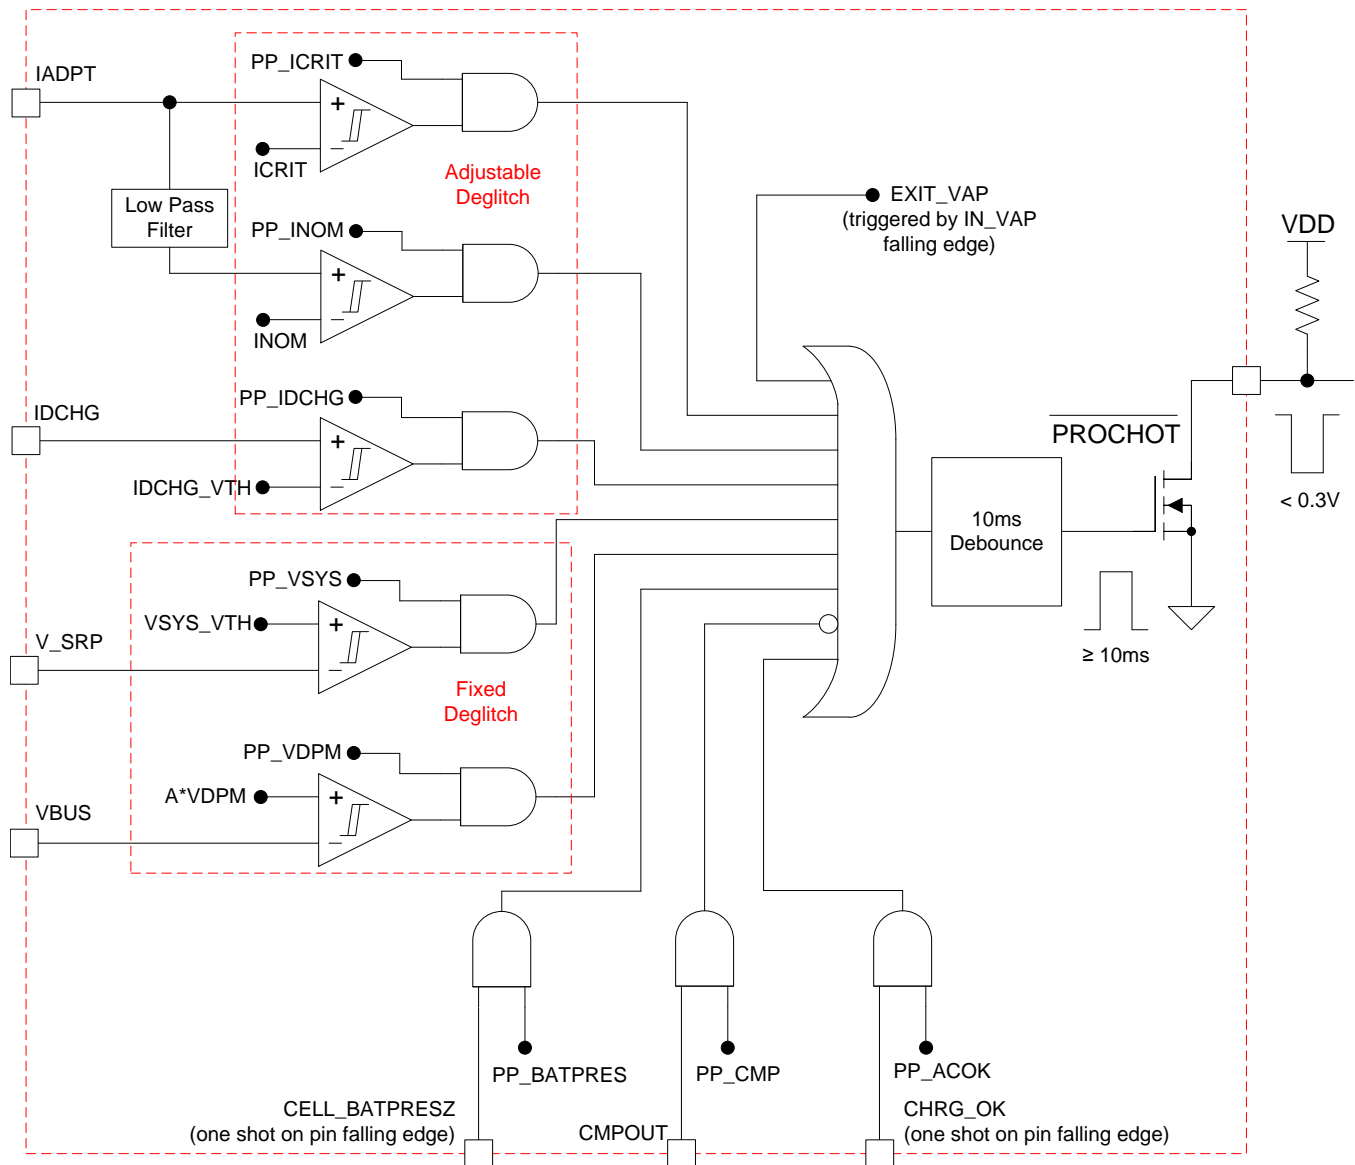 IADPT
PP_ICRIT
+
−
ICRIT
Adjustable
Deglitch
Low Pass
Filter
PP_INOM
+
−
INOM
EXIT_VAP
(triggered by IN_VAP
falling edge)
VDD
IDCHG
PP_IDCHG
+
−
IDCHG_VTH
PROCHOT
< 0.3V
10ms
Debounce
≥ 10ms
PP_VSYS
VSYS_VTH
+
−
V_SRP
Fixed
Deglitch
PP_VDPM
A*VDPM
+
−
VBUS
PP_BATPRES
PP_CMP
PP_ACOK
CELL_BATPRESZ
(one shot on pin falling edge)
CMPOUT
CHRG_OK
(one shot on pin falling edge)